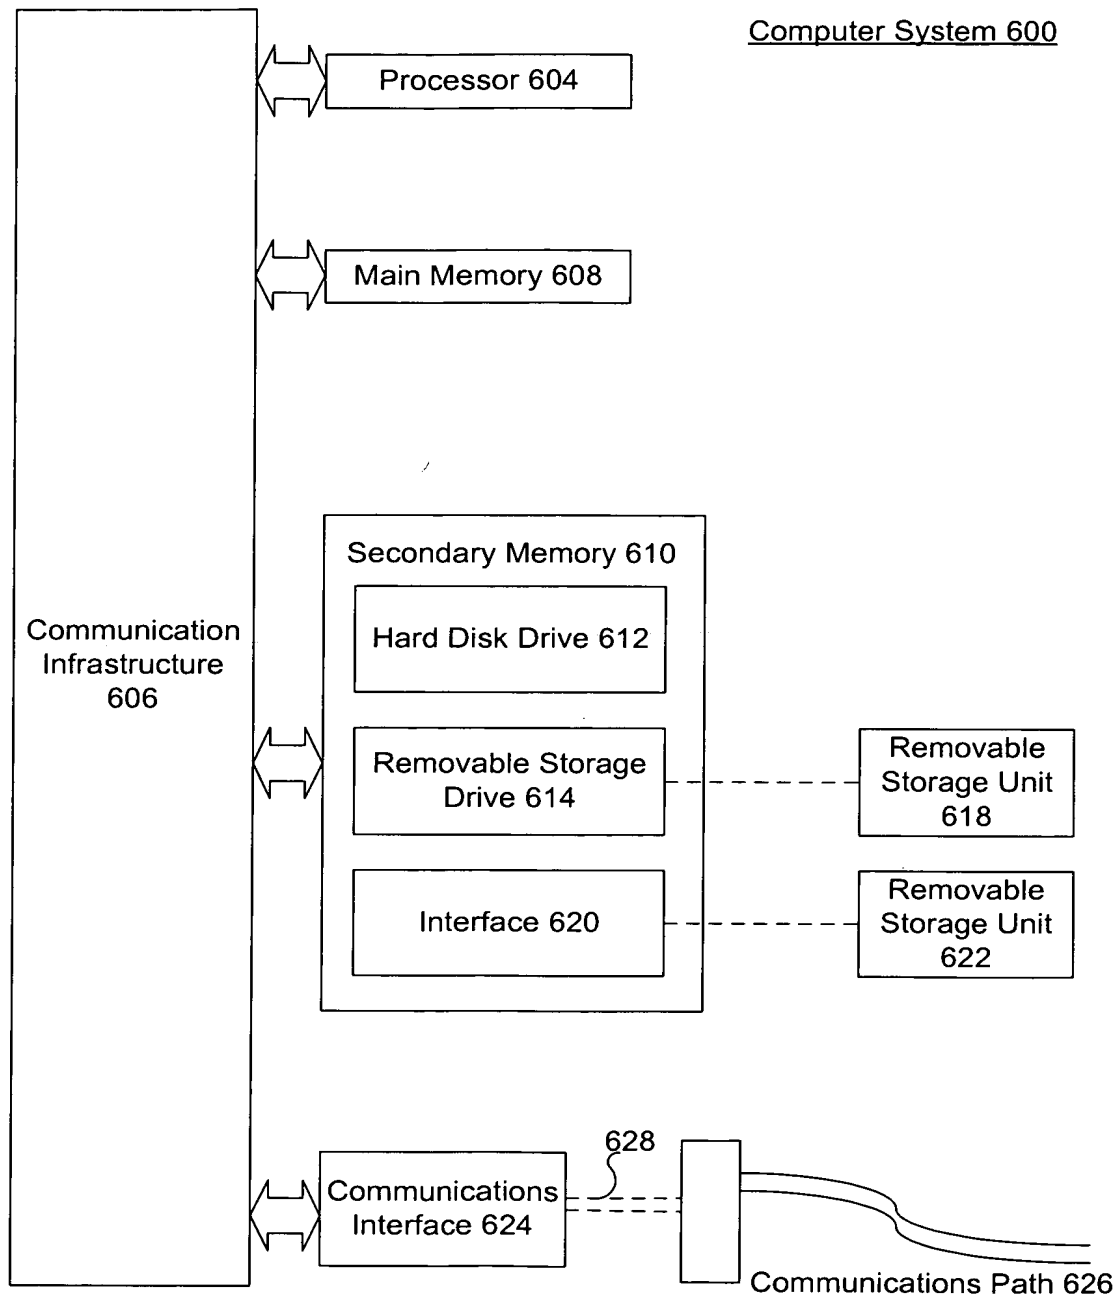 Computer System 600
Processor 604
Main Memory 608
Secondary Memory 610
Hard Disk Drive 612
Communication
Infrastructure
606
Removable Storage
Drive 614
Removable
Storage Unit
618
Interface 620
Removable
Storage Unit
622
628
Communications
Interface 624
Communications Path 626